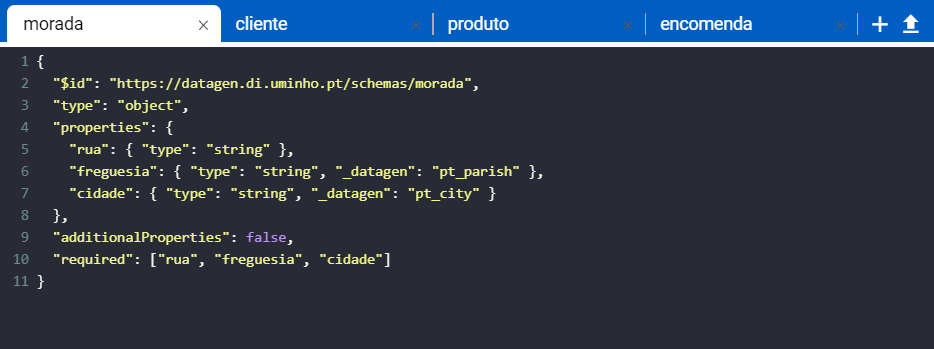 morada × cliente × produto × encomenda × +
1 {
2   "$id": "https://datagen.di.uminho.pt/schemas/morada",
3   "type": "object",
4   "properties": {
5     "rua": { "type": "string" },
6     "freguesia": { "type": "string", "_datagen": "pt_parish" },
7     "cidade": { "type": "string", "_datagen": "pt_city" }
8   },
9   "additionalProperties": false,
10   "required": ["rua", "freguesia", "cidade"]
11 }